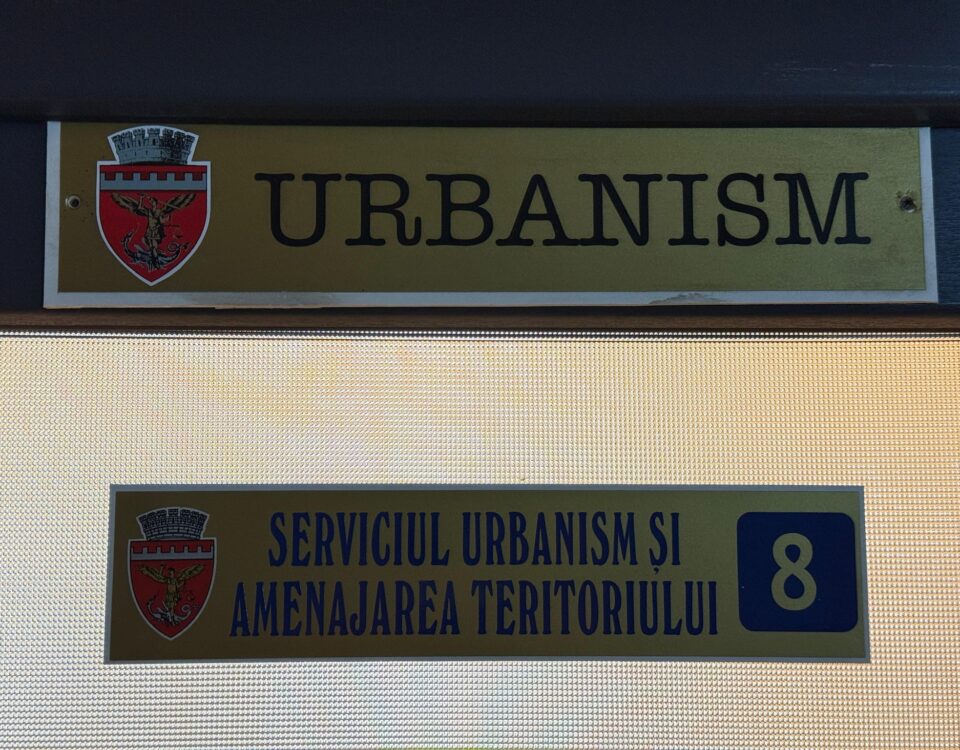 URBANISM
SERVICIUL URBANISM ȘI
AMENAJAREA TERITORIULUI
8